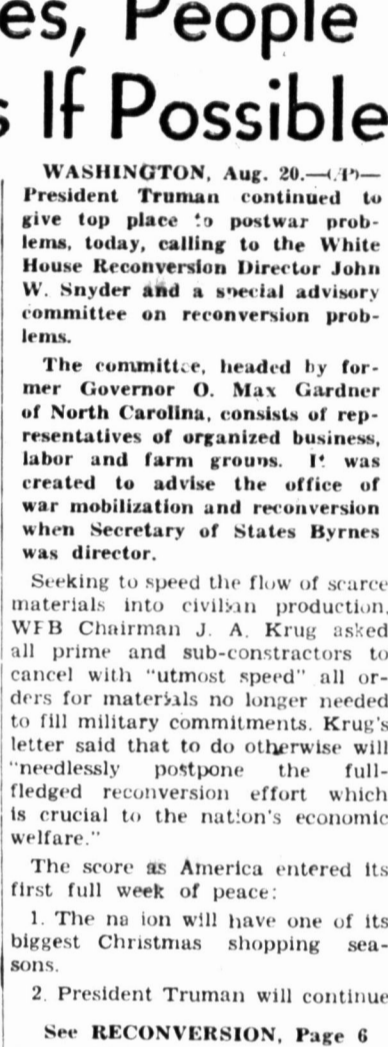 es, People
s If Possible
WASHINGTON, Aug. 20.—(AP)—
President Truman continued to
give top place to postwar prob-
lems, today, calling to the White
House Reconversion Director John
W. Snyder and a special advisory
committee on reconversion prob-
lems.
The committee, headed by for-
mer Governor O. Max Gardner
of North Carolina, consists of rep-
resentatives of organized business,
labor and farm groups. It was
created to advise the office of
war mobilization and reconversion
when Secretary of States Byrnes
was director.
Seeking to speed the flow of scarce
materials into civilian production,
WFB Chairman J. A. Krug asked
all prime and sub-constractors to
cancel with "utmost speed" all or-
ders for materials no longer needed
to fill military commitments. Krug's
letter said that to do otherwise will
"needlessly postpone the full-
fledged reconversion effort which
is crucial to the nation's economic
welfare."
The score as America entered its
first full week of peace:
1. The na ion will have one of its
biggest Christmas shopping sea-
sons.
2. President Truman will continue
See RECONVERSION, Page 6